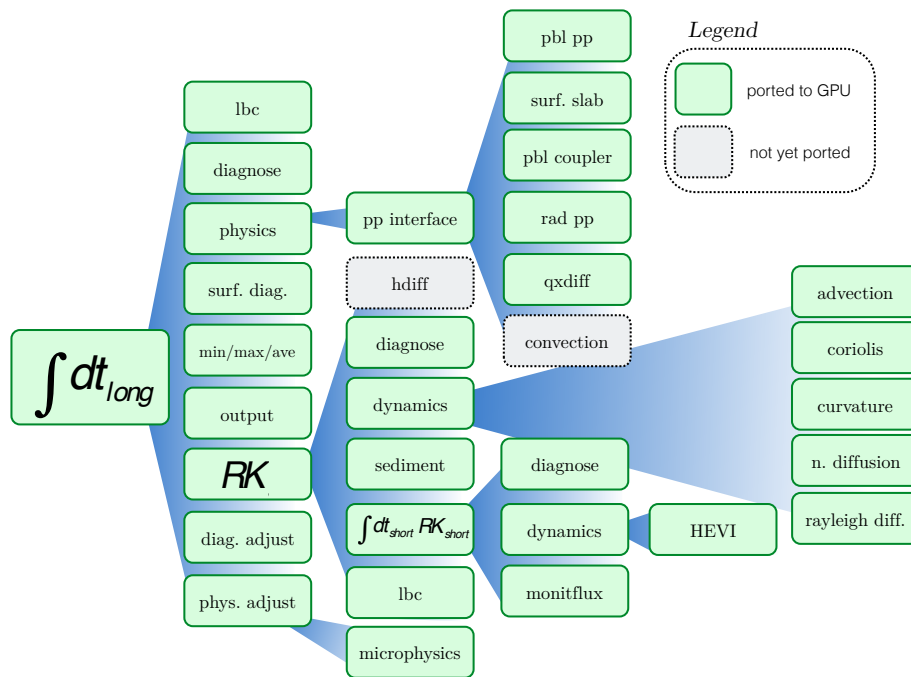 Legend
ported to GPU
not yet ported
∫ dt_long
lbc
diagnose
physics
surf. diag.
min/max/ave
output
RK
diag. adjust
phys. adjust
pp interface
hdiff
diagnose
dynamics
sediment
∫ dt_short RK_short
lbc
microphysics
pbl pp
surf. slab
pbl coupler
rad pp
qxdiff
convection
diagnose
dynamics
monitflux
HEVI
advection
coriolis
curvature
n. diffusion
rayleigh diff.